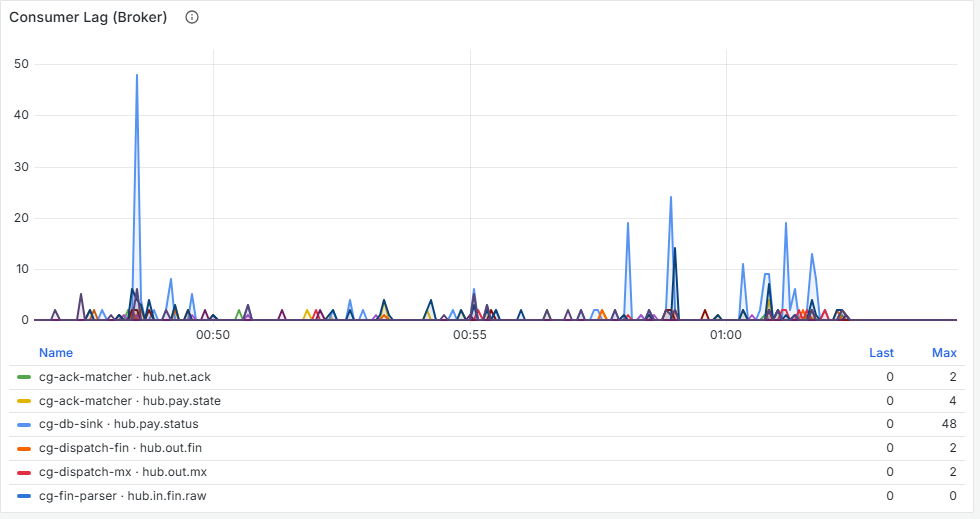 Consumer Lag (Broker)
50
40
30
20
10
0
00:50 00:55 01:00
Name Last Max
cg-ack-matcher · hub.net.ack 0 2
cg-ack-matcher · hub.pay.state 0 4
cg-db-sink · hub.pay.status 0 48
cg-dispatch-fin · hub.out.fin 0 2
cg-dispatch-mx · hub.out.mx 0 2
cg-fin-parser · hub.in.fin.raw 0 0